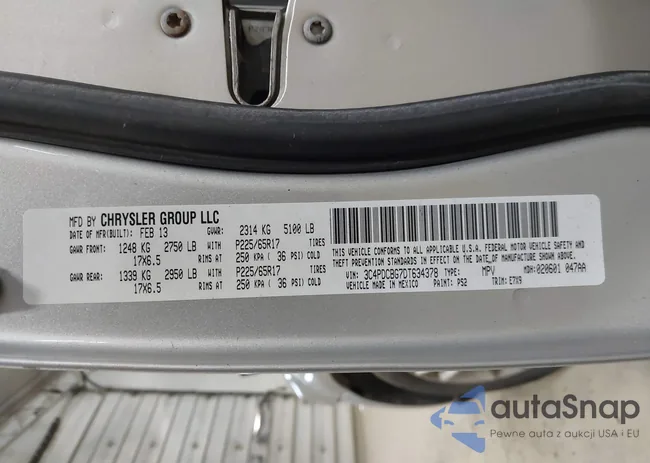 MFD BY CHRYSLER GROUP LLC
DATE OF MFR(BUILT): FEB 13 GVWR: 2314 KG 5100 LB
GAWR FRONT: 1248 KG 2750 LB WITH P225/65R17 TIRES
17X6.5 RIMS AT 250 KPA ( 36 PSI) COLD
GAWR REAR: 1339 KG 2950 LB WITH P225/65R17 TIRES
17X6.5 RIMS AT 250 KPA ( 36 PSI) COLD
THIS VEHICLE CONFORMS TO ALL APPLICABLE U.S.A. FEDERAL MOTOR VEHICLE SAFETY, BUMPER, AND
THEFT PREVENTION STANDARDS IN EFFECT ON THE DATE OF MANUFACTURE SHOWN ABOVE.
VIN: 3C4PDCBG7DT634378 TYPE: MPV MDH: 020601 047AA
VEHICLE MADE IN MEXICO PAINT: PS2 TRIM: E7X9
autaSnap
Pewne auta z aukcji USA i EU